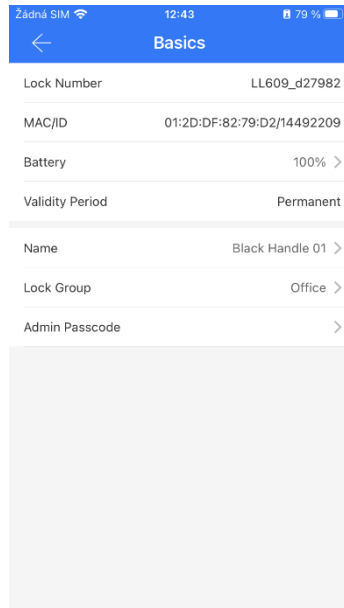 Žádná SIM 12:43 79 %
Basics
Lock Number LL609_d27982
MAC/ID 01:2D:DF:82:79:D2/14492209
Battery 100%
Validity Period Permanent
Name Black Handle 01
Lock Group Office
Admin Passcode